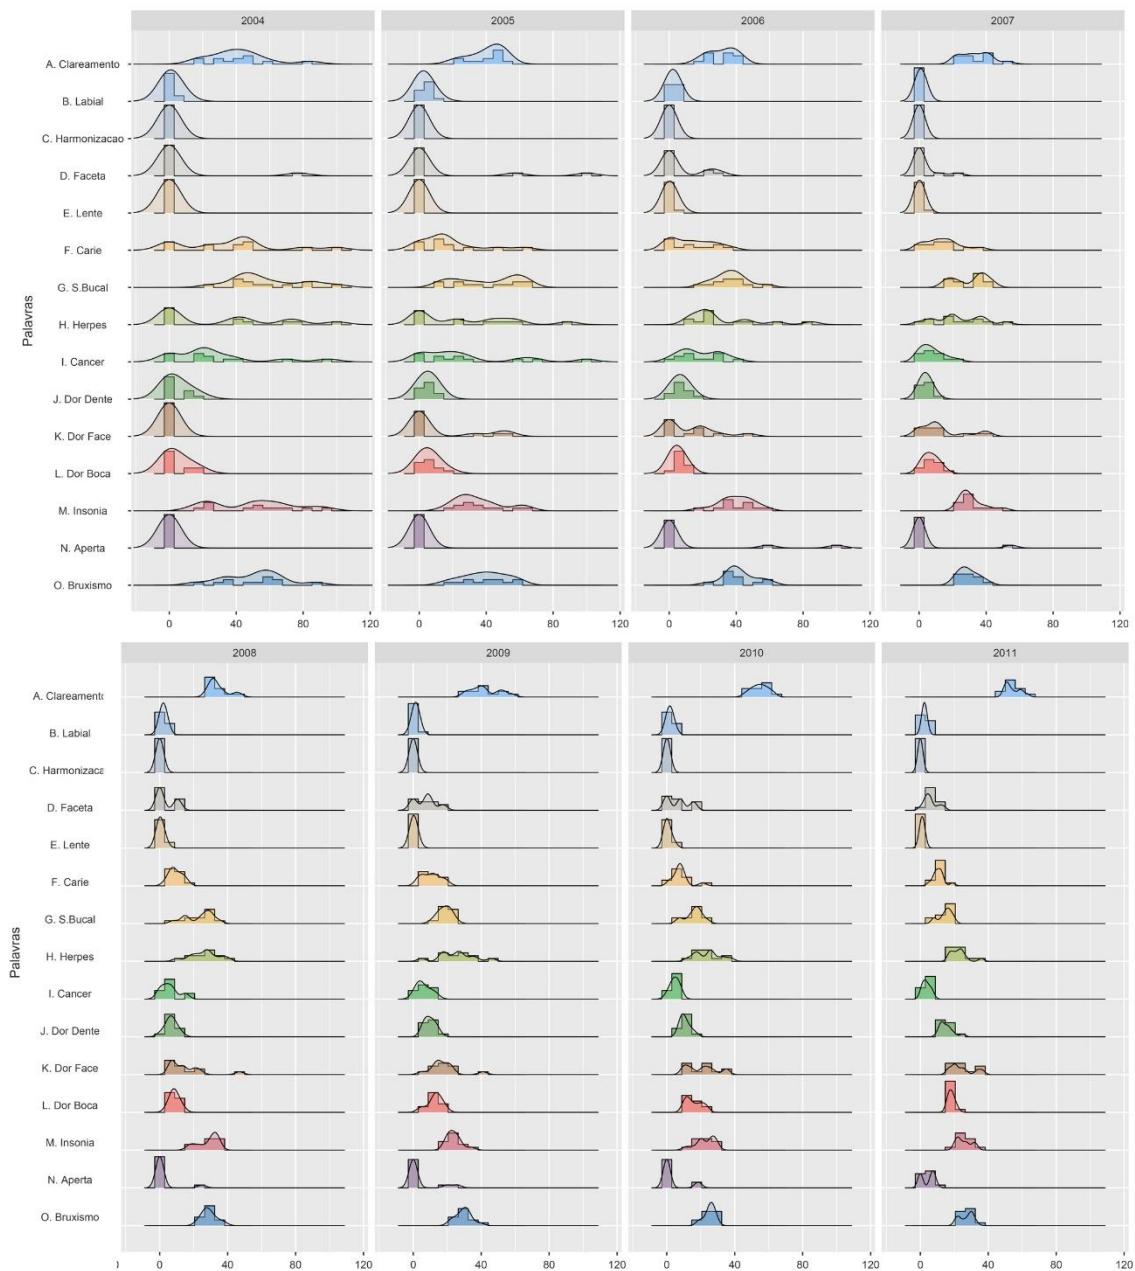 2004 2005 2006 2007
Palavras
A. Clareamento
B. Labial
C. Harmonizacao
D. Faceta
E. Lente
F. Carie
G. S.Bucal
H. Herpes
I. Cancer
J. Dor Dente
K. Dor Face
L. Dor Boca
M. Insonia
N. Aperta
O. Bruxismo
0 40 80 120 0 40 80 120 0 40 80 120 0 40 80 120
2008 2009 2010 2011
Palavras
A. Clareamento
B. Labial
C. Harmonizaca
D. Faceta
E. Lente
F. Carie
G. S.Bucal
H. Herpes
I. Cancer
J. Dor Dente
K. Dor Face
L. Dor Boca
M. Insonia
N. Aperta
O. Bruxismo
0 40 80 120 0 40 80 120 0 40 80 120 0 40 80 120